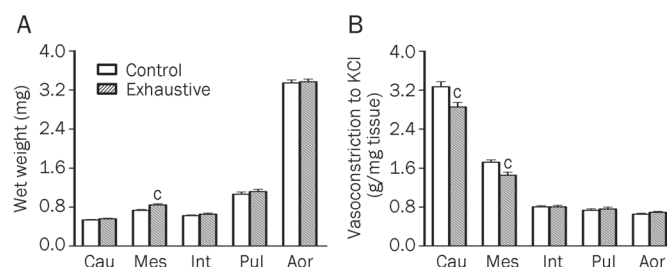 A
Wet weight (mg)
4.0
3.2
2.4
1.6
0.8
0.0
Control
Exhaustive
c
Cau Mes Int Pul Aor
B
Vasoconstriction to KCl
(g/mg tissue)
4.0
3.2
2.4
1.6
0.8
0.0
c
c
Cau Mes Int Pul Aor